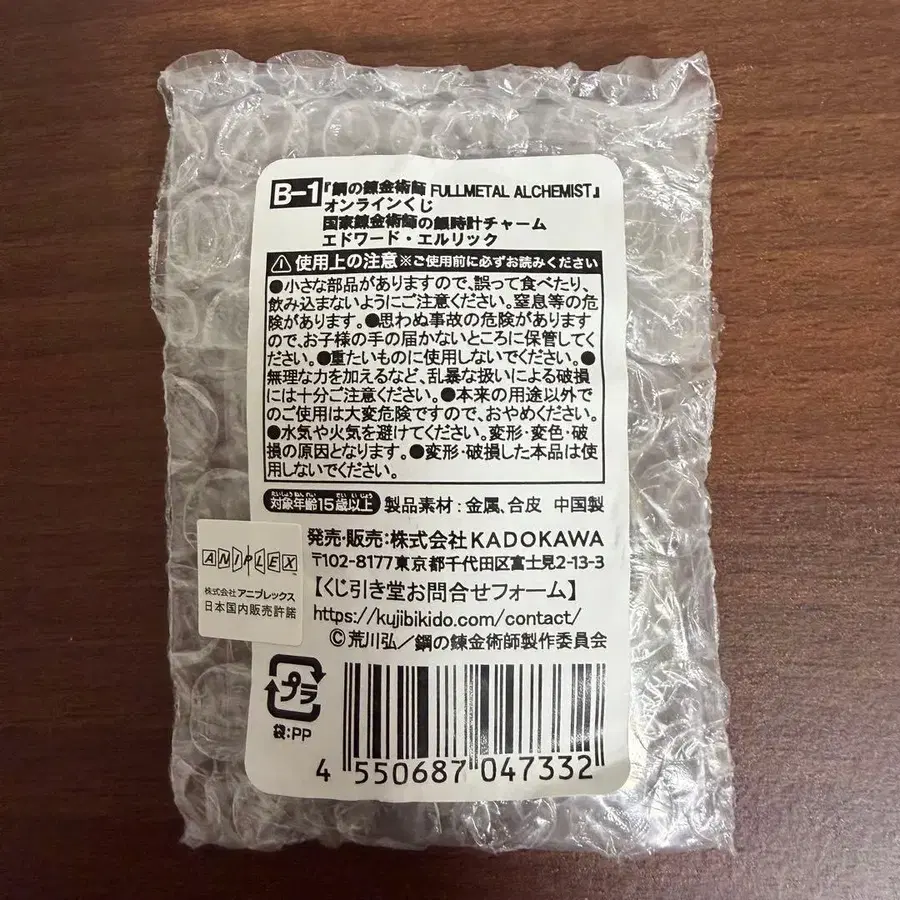 B-1 『鋼の錬金術師 FULLMETAL ALCHEMIST』
オンラインくじ
国家錬金術師の銀時計チャーム
エドワード・エルリック
使用上の注意 ※ご使用前に必ずお読みください
●小さな部品がありますので、誤って食べたり、
飲み込まないようにご注意ください。窒息等の危
険があります。●思わぬ事故の危険があります
ので、お子様の手の届かないところに保管してく
ださい。●重たいものに使用しないでください。●
無理な力を加えるなど、乱暴な扱いによる破損
には十分ご注意ください。●本来の用途以外で
のご使用は大変危険ですので、おやめください。
●水気や火気を避けてください。変形・変色・破
損の原因となります。●変形・破損した本品は使
用しないでください。
たいしょうねんれい さいいじょう
対象年齢15歳以上 製品素材:金属、合皮 中国製
発売・販売:株式会社KADOKAWA
〒102-8177東京都千代田区富士見2-13-3
【くじ引き堂お問合せフォーム】
https://kujibikido.com/contact/
© 荒川弘/鋼の錬金術師製作委員会
ANIPLEX
株式会社アニプレックス
日本国内販売許諾
プラ
袋:PP
4 550687 047332